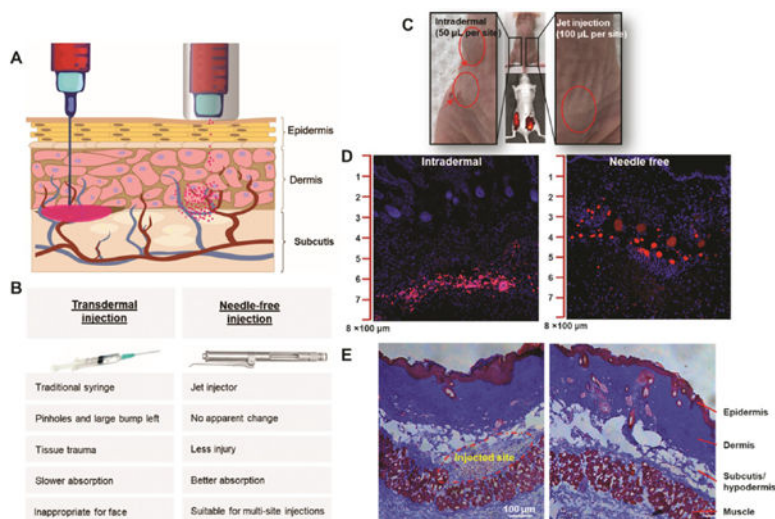 A
Epidermis
Dermis
Subcutis
B
Transdermal
injection
Needle-free
injection
Traditional syringe
Jet injector
Pinholes and large bump left
No apparent change
Tissue trauma
Less injury
Slower absorption
Better absorption
Inappropriate for face
Suitable for multi-site injections
C
Intradermal
(50 μL per site)
Jet injection
(100 μL per site)
D
Intradermal
1
2
3
4
5
6
7
8 ×100 μm
Needle free
1
2
3
4
5
6
7
8 ×100 μm
E
Injected site
100 μm
Epidermis
Dermis
Subcutis/
hypodermis
Muscle